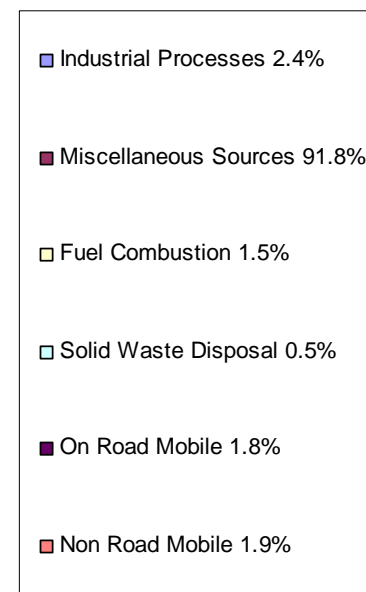 Industrial Processes 2.4%
Miscellaneous Sources 91.8%
Fuel Combustion 1.5%
Solid Waste Disposal 0.5%
On Road Mobile 1.8%
Non Road Mobile 1.9%